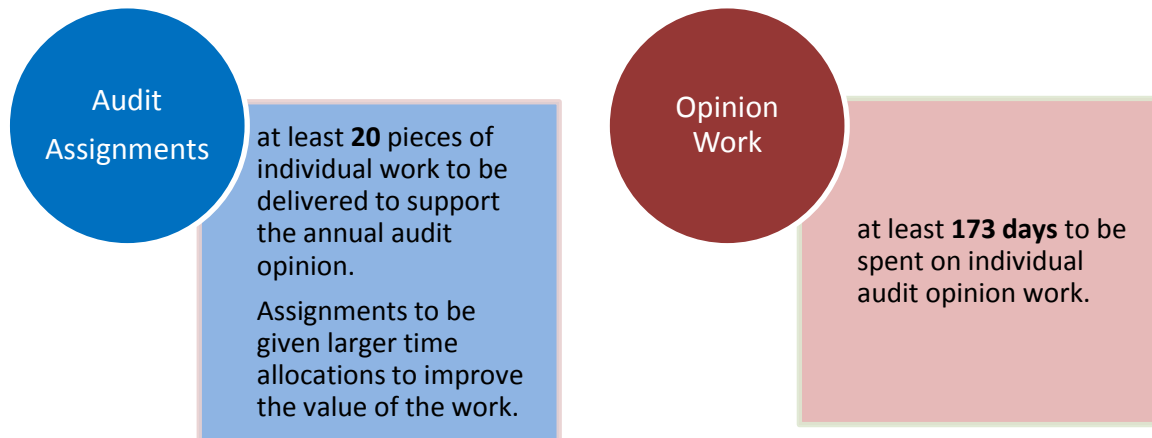 Audit
Assignments
at least 20 pieces of
individual work to be
delivered to support
the annual audit
opinion.
Assignments to be
given larger time
allocations to improve
the value of the work.
Opinion
Work
at least 173 days to be
spent on individual
audit opinion work.